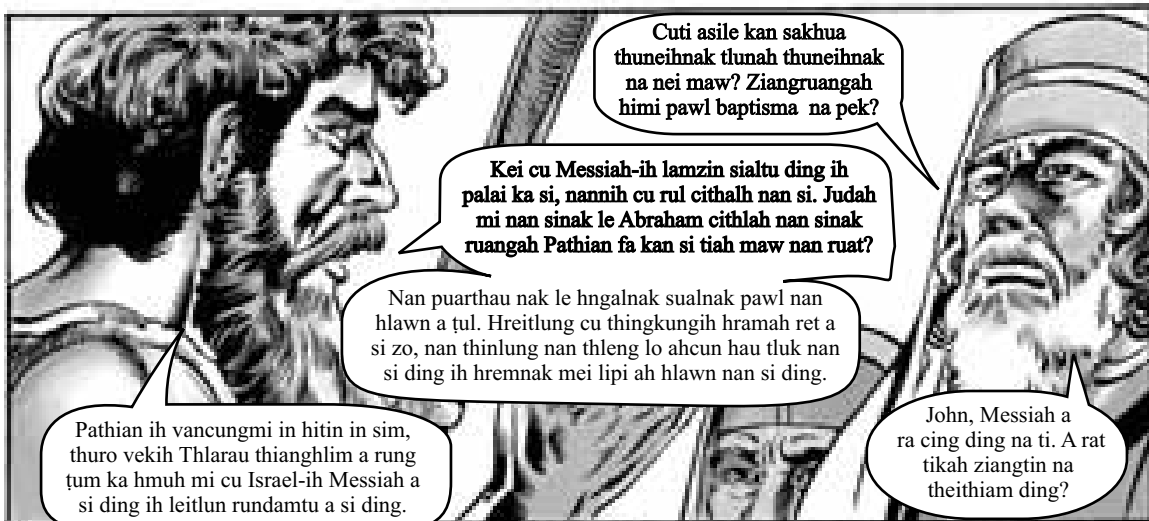 Cuti asile kan sakhua
thuneihnak tlunah thuneihnak
na nei maw? Ziangruangah
himi pawl baptisma na pek?
Kei cu Messiah-ih lamzin sialtu ding ih
palai ka si, nannih cu rul cithalh nan si. Judah
mi nan sinak le Abraham cithlah nan sinak
ruangah Pathian fa kan si tiah maw nan ruat?
Nan puarthau nak le hngalnak sualnak pawl nan
hlawn a ṭul. Hreitlung cu thingkungih hramah ret a
si zo, nan thinlung nan thleng lo ahcun hau tluk nan
si ding ih hremnak mei lipi ah hlawn nan si ding.
John, Messiah a
ra cing ding na ti. A rat
tikah ziangtin na
theithiam ding?
Pathian ih vancungmi in hitin in sim,
thuro vekih Thlarau thianghlim a rung
ṭum ka hmuh mi cu Israel-ih Messiah a
si ding ih leitlun rundamtu a si ding.